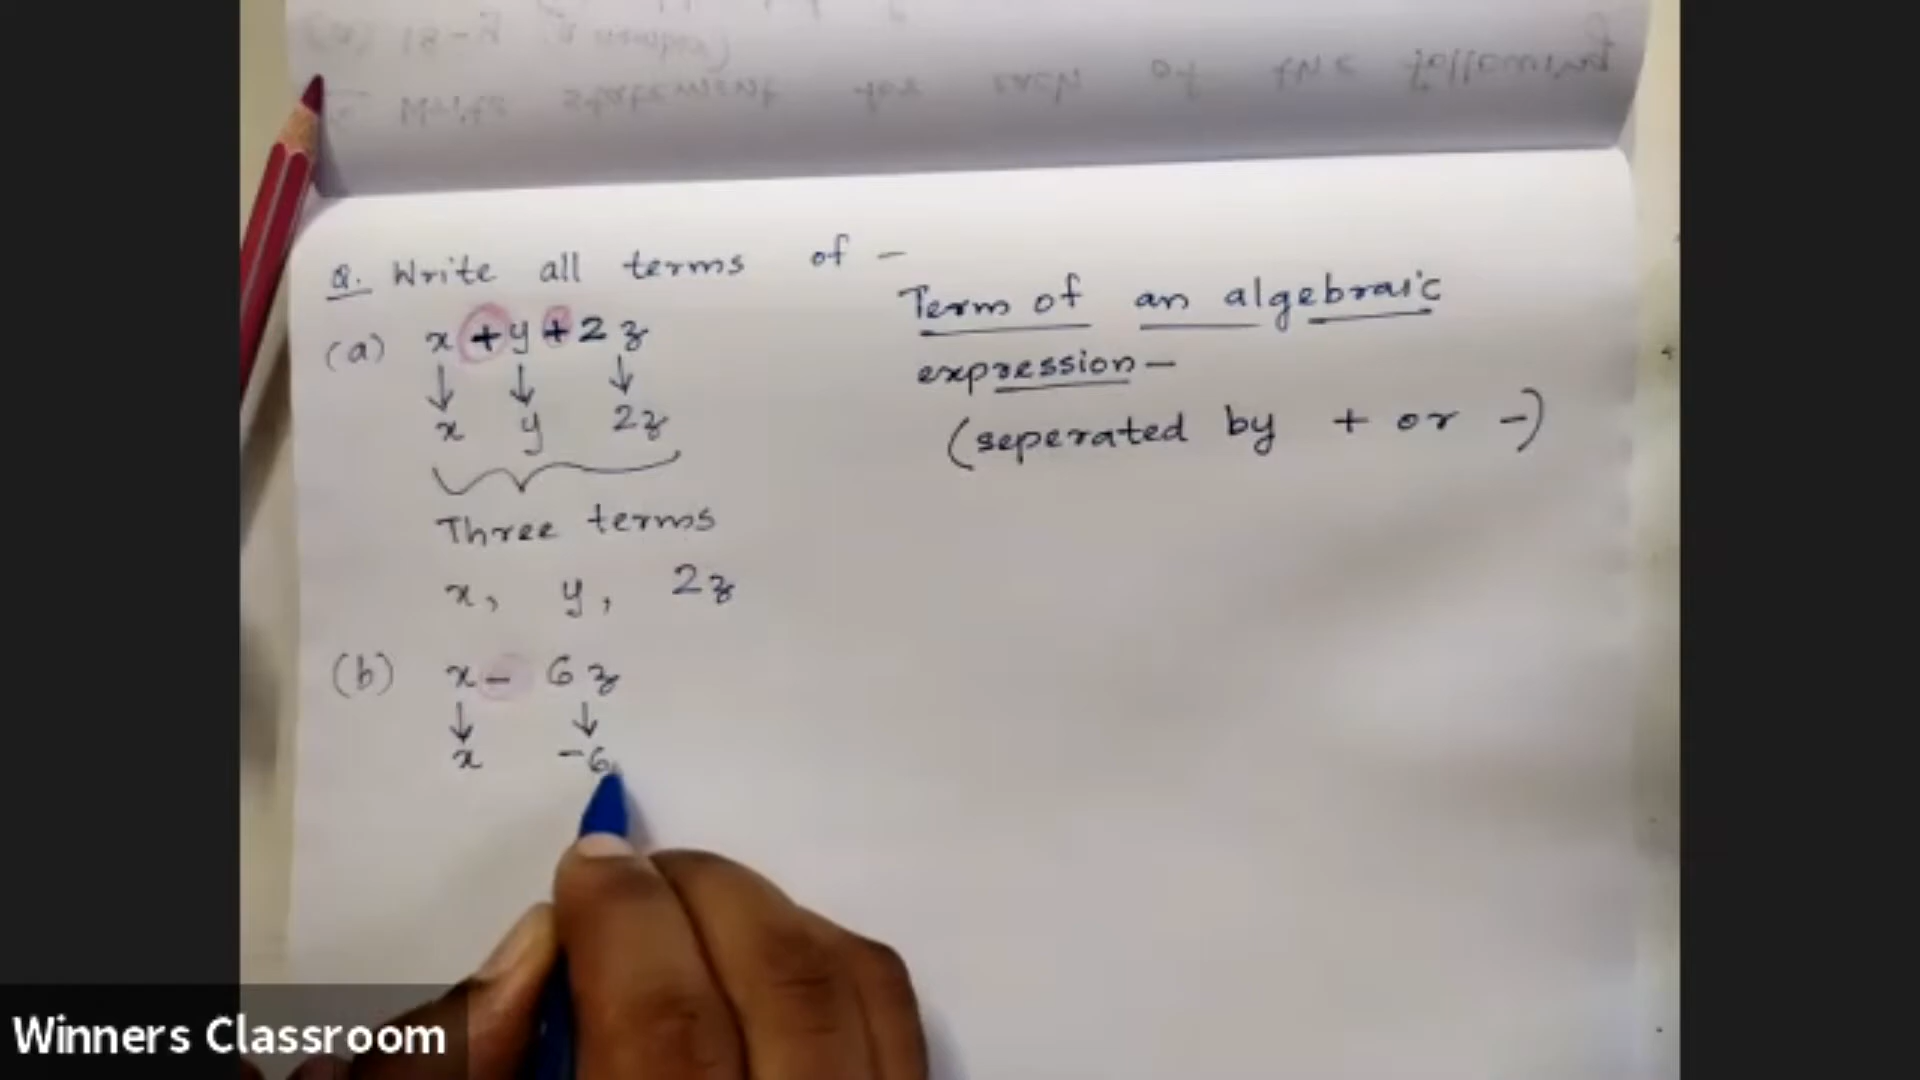 Q. Write all terms of -
(a) x + y + 2z
↓ ↓ ↓
x y 2z
Three terms
x, y, 2z
(b) x - 6z
↓ ↓
x -6
Term of an algebraic
expression -
(seperated by + or -)
Winners Classroom